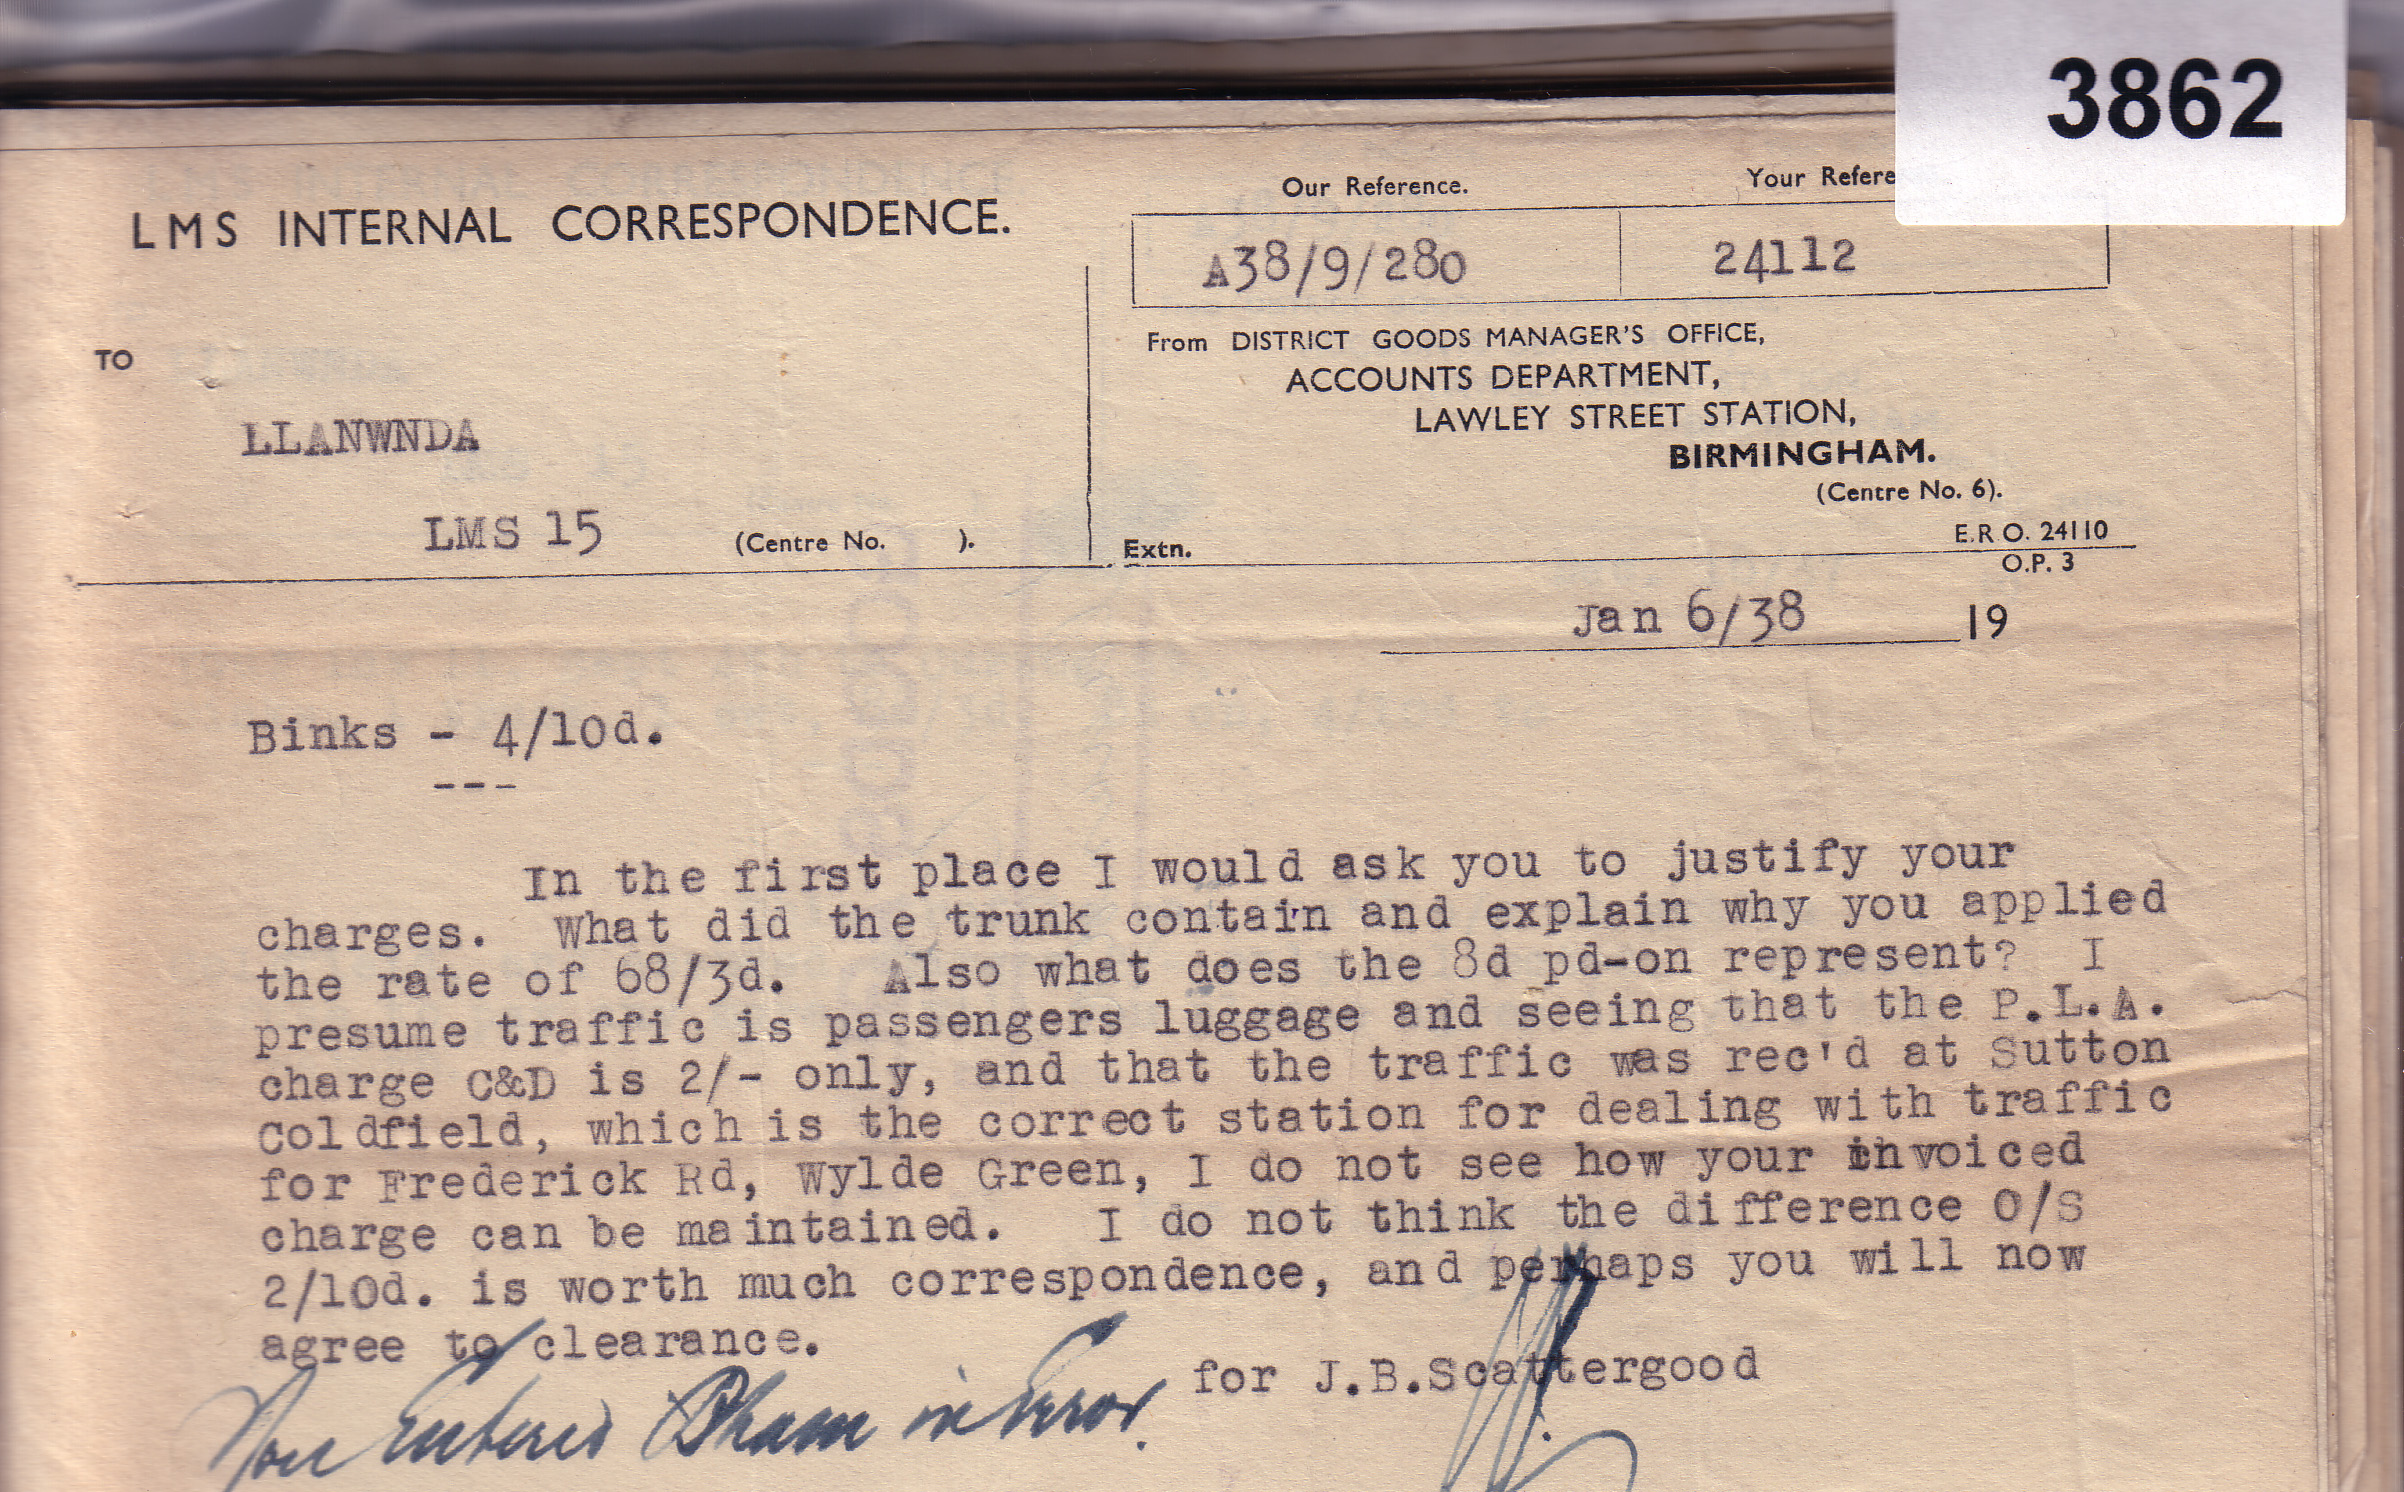 3862
LMS INTERNAL CORRESPONDENCE.
Our Reference.
Your Refere
A38/9/280
24112
TO
LLANWNDA
LMS 15 (Centre No. ).
From DISTRICT GOODS MANAGER'S OFFICE,
ACCOUNTS DEPARTMENT,
LAWLEY STREET STATION,
BIRMINGHAM.
(Centre No. 6).
Extn.
E.R.O. 24110
O.P. 3
Jan 6/38 19
Binks - 4/10d.
---
In the first place I would ask you to justify your
charges. What did the trunk contain and explain why you applied
the rate of 68/3d. Also what does the 8d pd-on represent? I
presume traffic is passengers luggage and seeing that the P.L.A.
charge C&D is 2/- only, and that the traffic was rec'd at Sutton
Coldfield, which is the correct station for dealing with traffic
for Frederick Rd, Wylde Green, I do not see how your invoiced
charge can be maintained. I do not think the difference O/S
2/10d. is worth much correspondence, and perhaps you will now
agree to clearance.
for J.B.Scattergood
Entered Bham in Error.